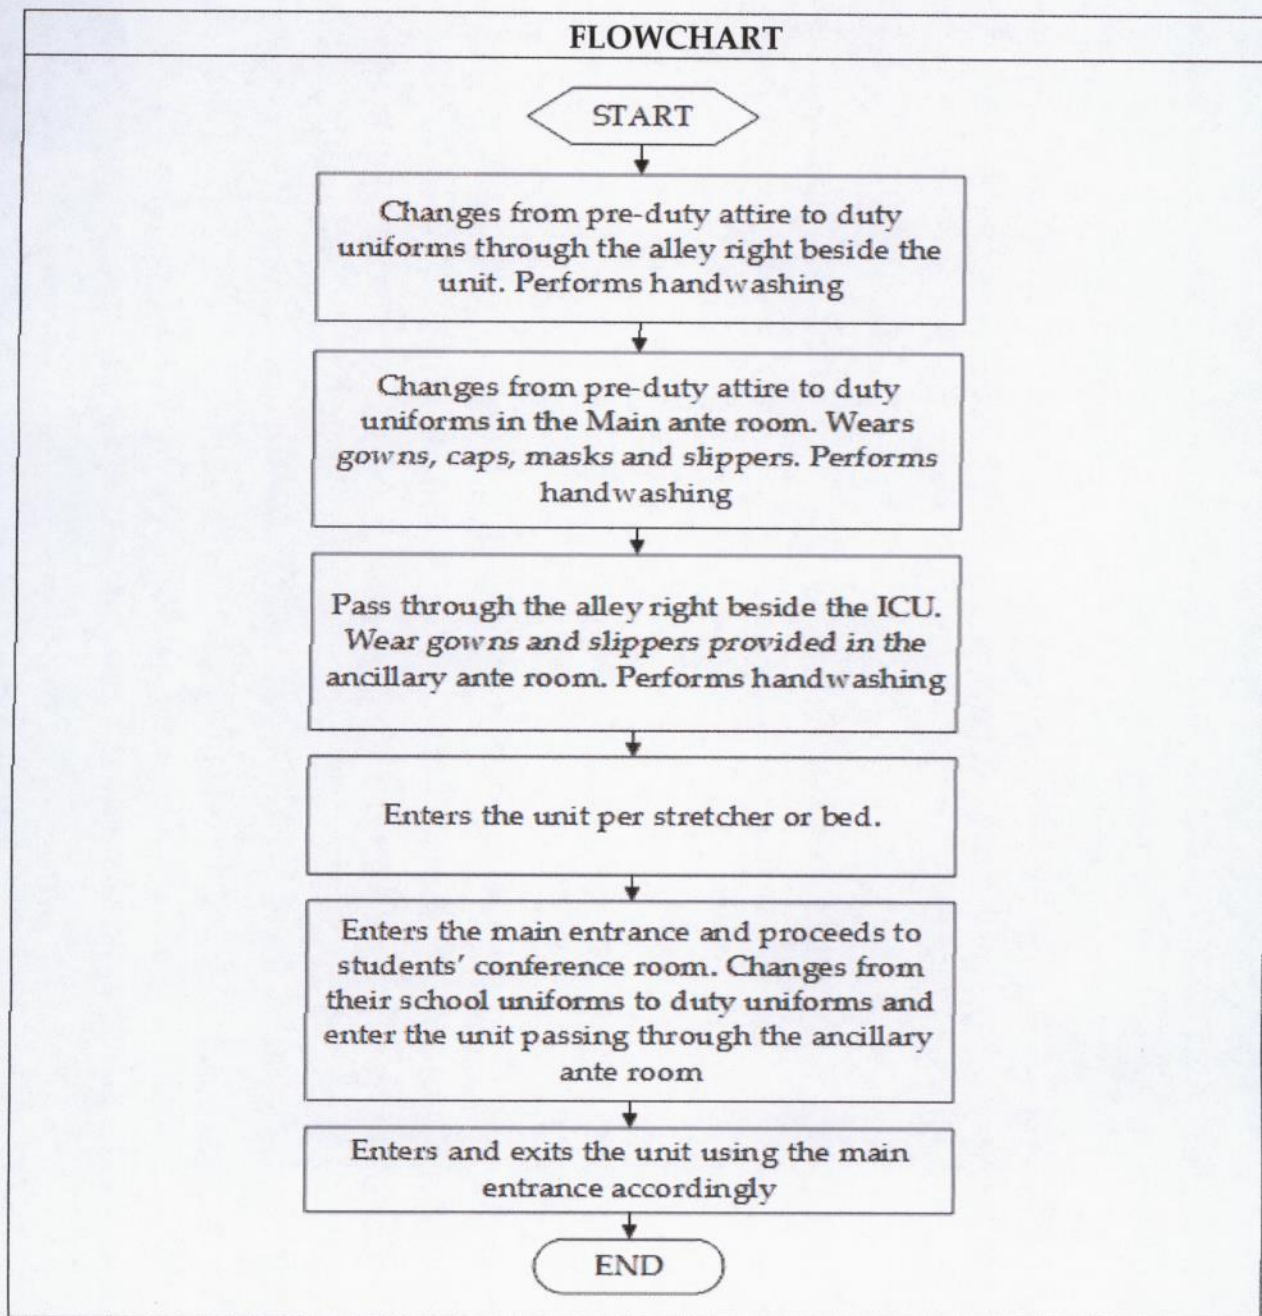 FLOWCHART
START
Changes from pre-duty attire to duty
uniforms through the alley right beside the
unit. Performs handwashing
Changes from pre-duty attire to duty
uniforms in the Main ante room. Wears
gowns, caps, masks and slippers. Performs
handwashing
Pass through the alley right beside the ICU.
Wear gowns and slippers provided in the
ancillary ante room. Performs handwashing
Enters the unit per stretcher or bed.
Enters the main entrance and proceeds to
students' conference room. Changes from
their school uniforms to duty uniforms and
enter the unit passing through the ancillary
ante room
Enters and exits the unit using the main
entrance accordingly
END